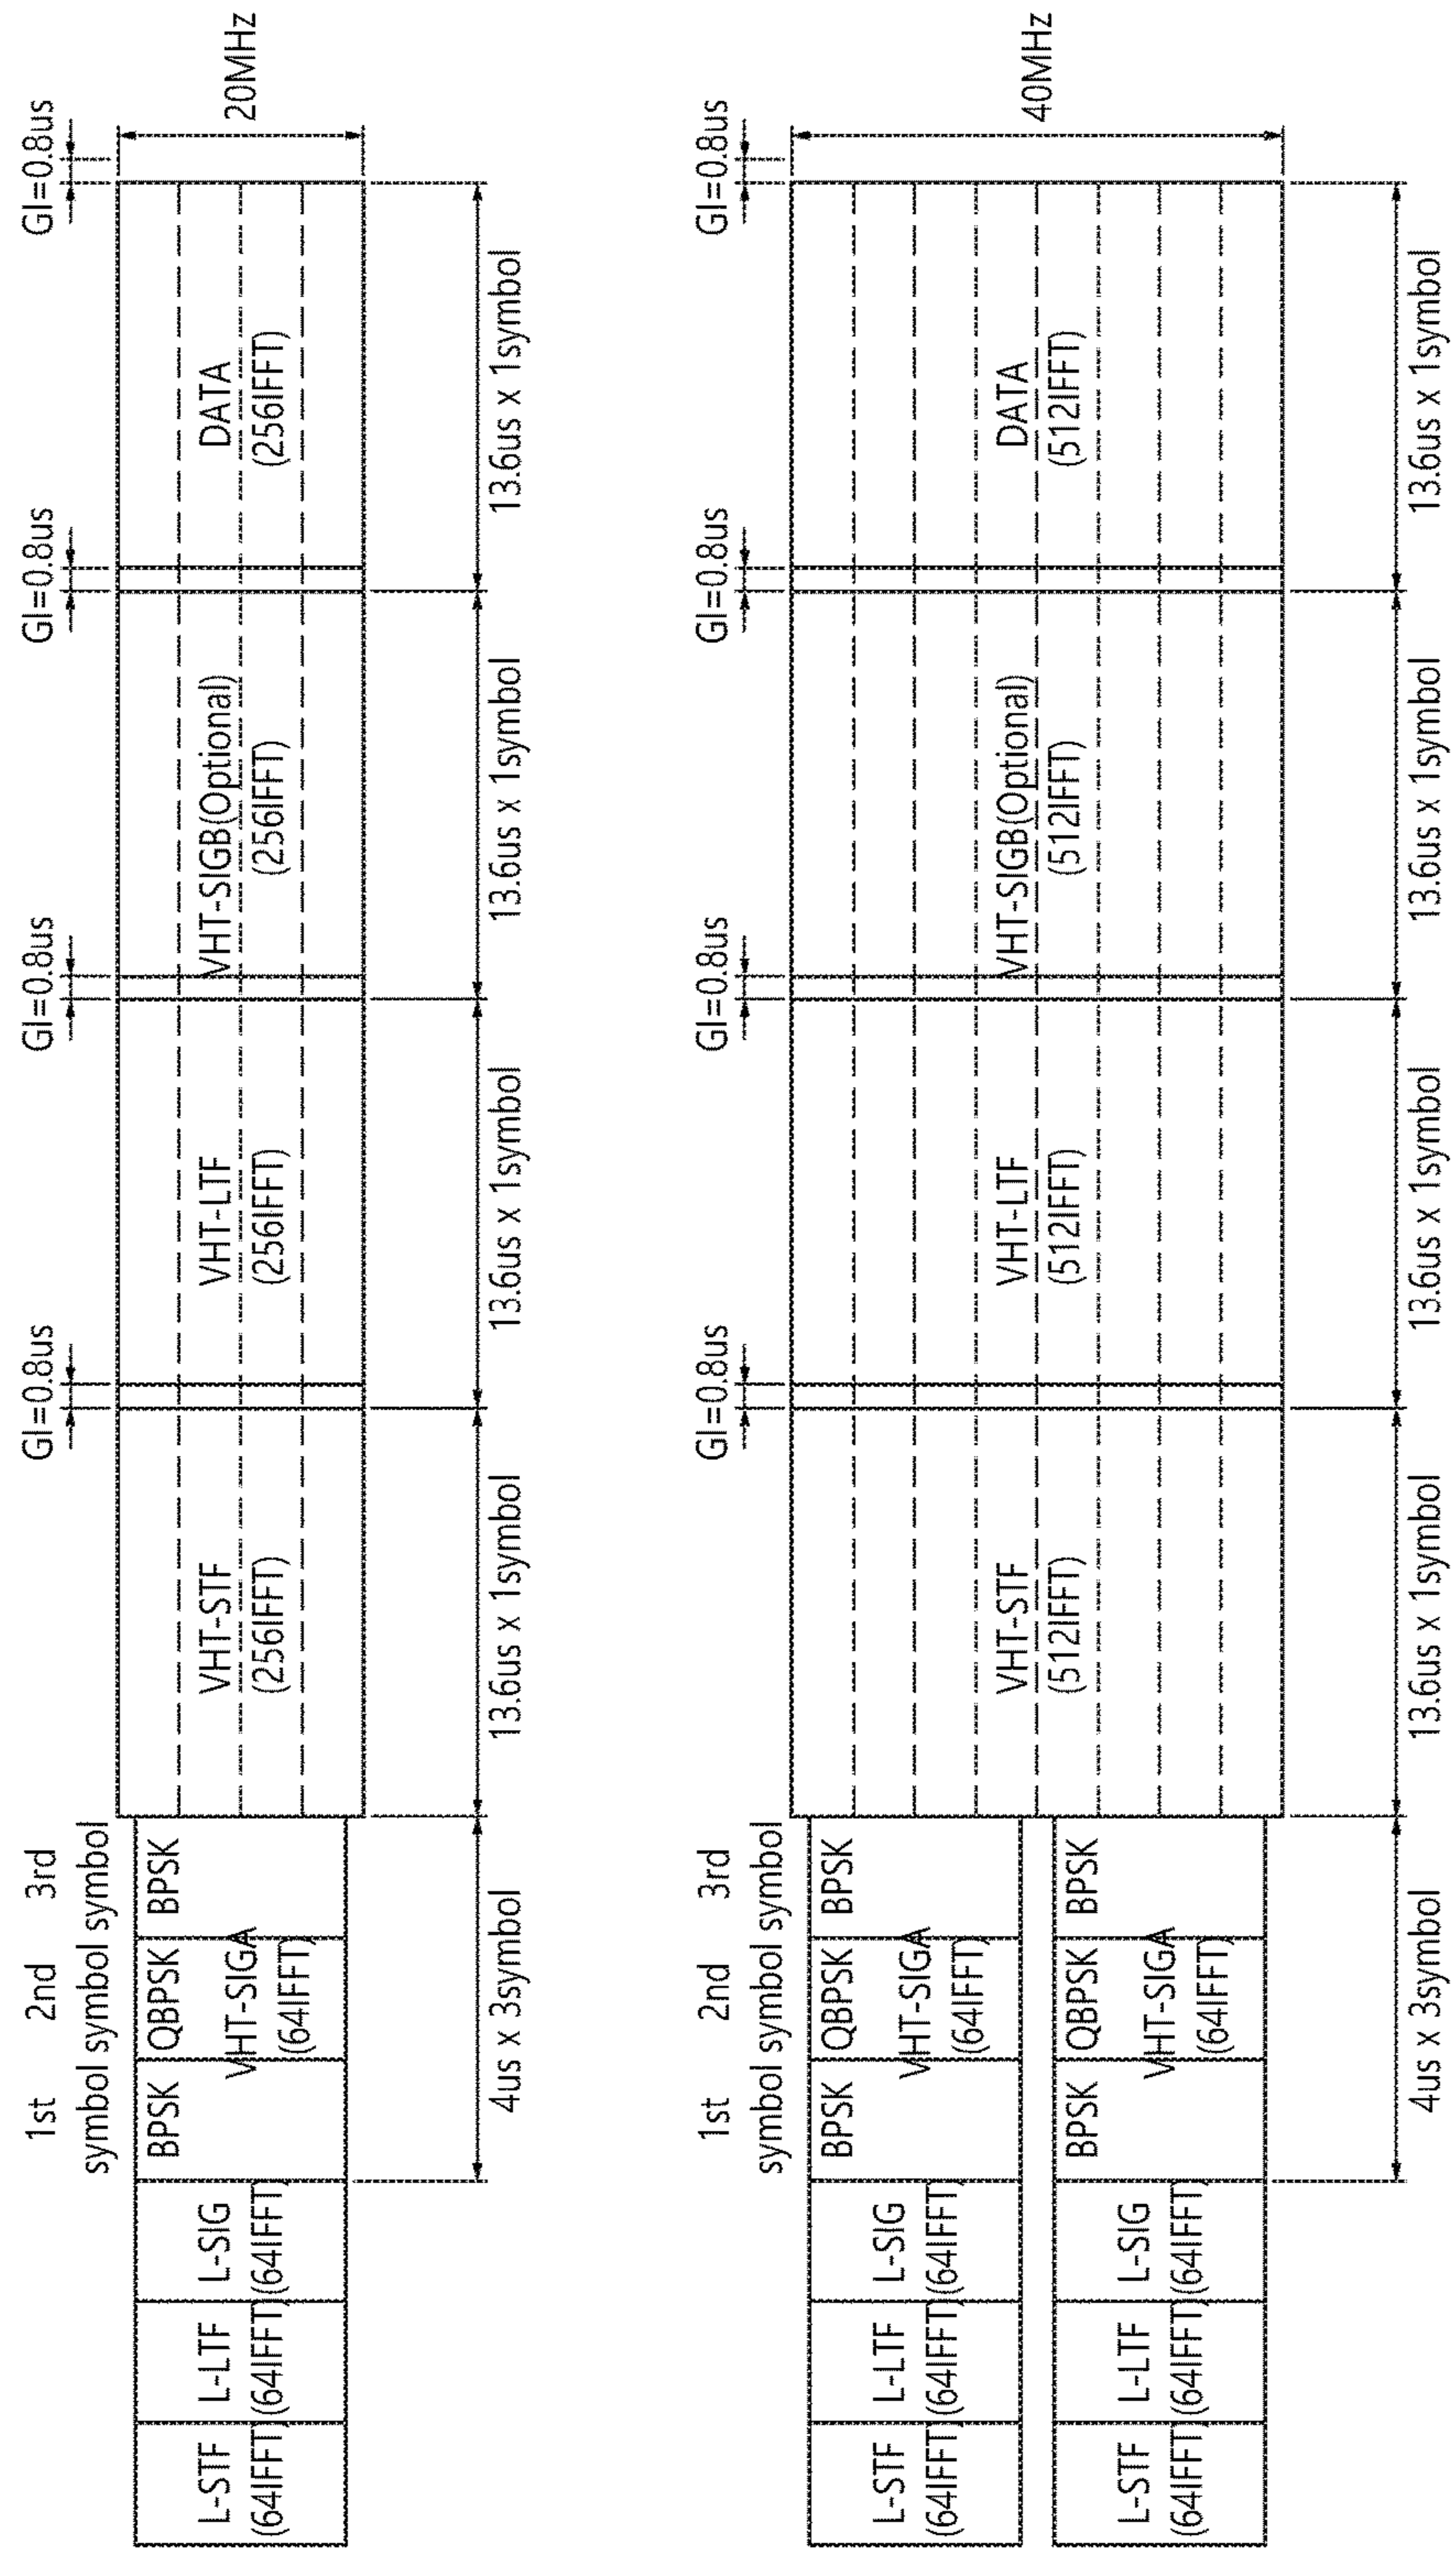 1st 2nd 3rd
symbol symbol symbol
GI=0.8us GI=0.8us GI=0.8us GI=0.8us
L-STF
(64IFFT)
L-LTF
(64IFFT)
L-SIG
(64IFFT)
BPSK QBPSK BPSK
VHT-SIGA
(64IFFT)
VHT-STF
(256IFFT)
VHT-LTF
(256IFFT)
VHT-SIGB(Optional)
(256IFFT)
DATA
(256IFFT)
20MHz
4us x 3symbol
13.6us x 1symbol
13.6us x 1symbol
13.6us x 1symbol
13.6us x 1symbol
1st 2nd 3rd
symbol symbol symbol
GI=0.8us GI=0.8us GI=0.8us GI=0.8us
L-STF
(64IFFT)
L-LTF
(64IFFT)
L-SIG
(64IFFT)
BPSK QBPSK BPSK
VHT-SIGA
(64IFFT)
L-STF
(64IFFT)
L-LTF
(64IFFT)
L-SIG
(64IFFT)
BPSK QBPSK BPSK
VHT-SIGA
(64IFFT)
VHT-STF
(512IFFT)
VHT-LTF
(512IFFT)
VHT-SIGB(Optional)
(512IFFT)
DATA
(512IFFT)
40MHz
4us x 3symbol
13.6us x 1symbol
13.6us x 1symbol
13.6us x 1symbol
13.6us x 1symbol